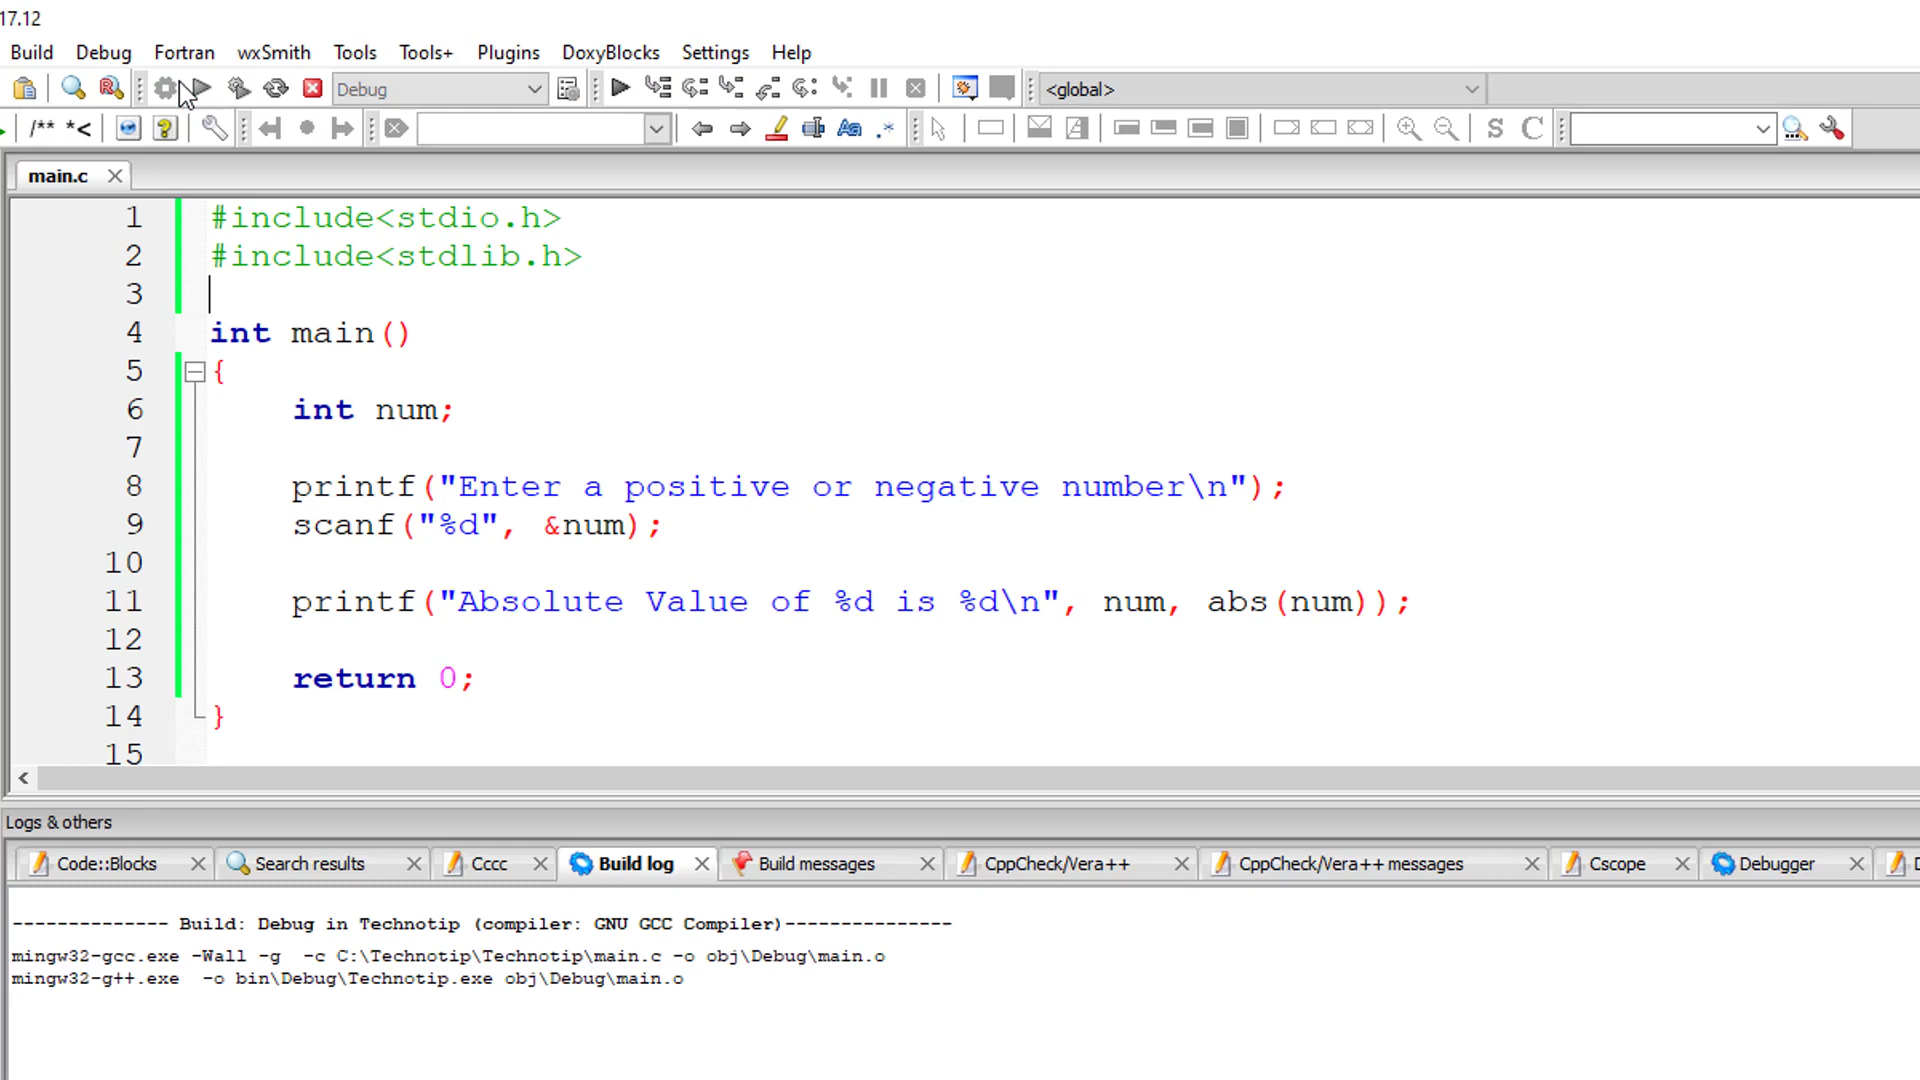 17.12
Build Debug Fortran wxSmith Tools Tools+ Plugins DoxyBlocks Settings Help
Debug <global>
/** *< Aa .* S C
main.c
1 #include<stdio.h>
2 #include<stdlib.h>
3
4 int main()
5 {
6 int num;
7
8 printf("Enter a positive or negative number\n");
9 scanf("%d", &num);
10
11 printf("Absolute Value of %d is %d\n", num, abs(num));
12
13 return 0;
14 }
15
Logs & others
Code::Blocks Search results Cccc Build log Build messages CppCheck/Vera++ CppCheck/Vera++ messages Cscope Debugger
-------------- Build: Debug in Technotip (compiler: GNU GCC Compiler)---------------
mingw32-gcc.exe -Wall -g -c C:\Technotip\Technotip\main.c -o obj\Debug\main.o
mingw32-g++.exe -o bin\Debug\Technotip.exe obj\Debug\main.o